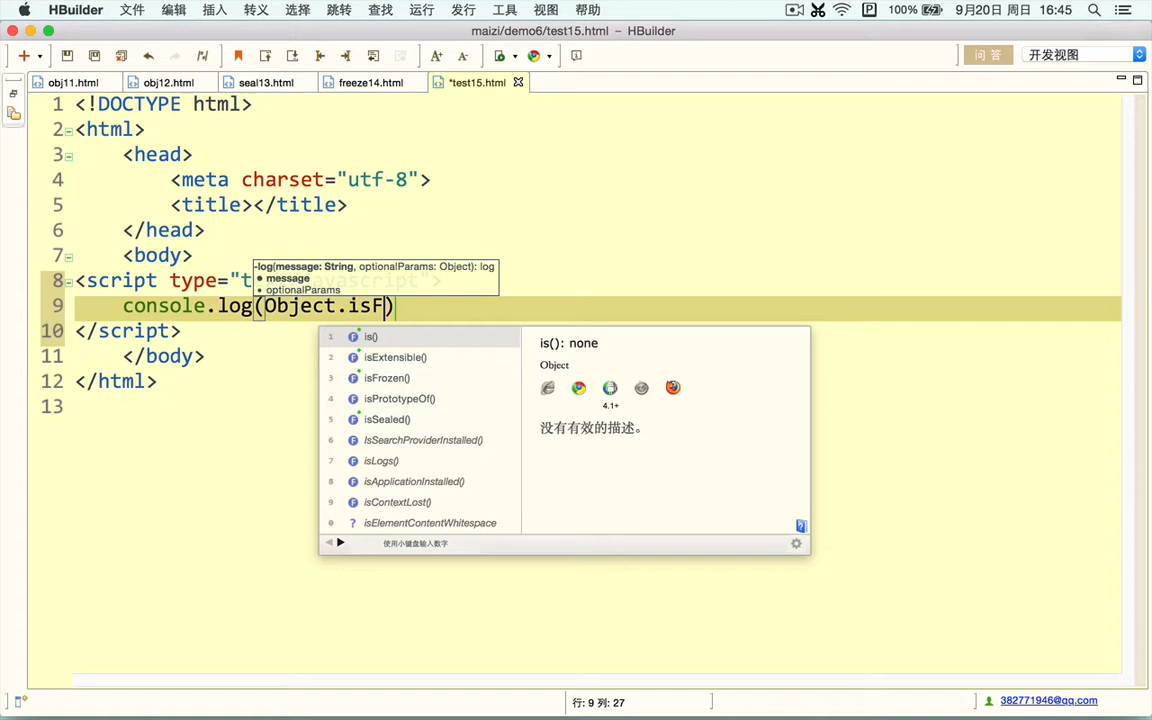 HBuilder 文件 编辑 插入 转义 选择 跳转 查找 运行 发行 工具 视图 帮助 P 100% 9月20日 周日 16:45
maizi/demo6/test15.html – HBuilder
A+ A- 问 答 开发视图
obj11.html obj12.html seal13.html freeze14.html *test15.html
1 <!DOCTYPE html>
2 <html>
3 <head>
4 <meta charset="utf-8">
5 <title></title>
6 </head>
7 <body>
-log(message: String, optionalParams: Object): log
• message
• optionalParams
8 <script type="t
9 console.log(Object.isF)
10 </script>
11 </body>
12 </html>
13
1 F is()
2 F isExtensible()
3 F isFrozen()
4 F isPrototypeOf()
5 F isSealed()
6 F IsSearchProviderInstalled()
7 F isLogs()
8 F isApplicationInstalled()
9 F isContextLost()
0 ? isElementContentWhitespace
使用小键盘输入数字
is(): none
Object
4.1+
没有有效的描述。
行: 9 列: 27
382771946@qq.com